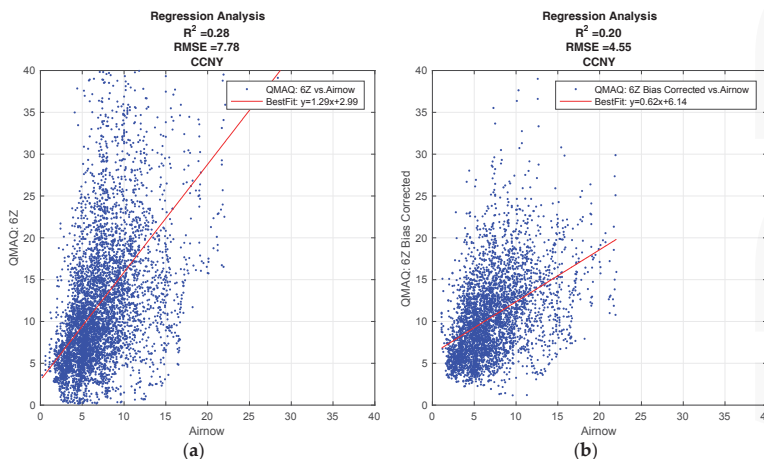 Regression Analysis
R² =0.28
RMSE =7.78
CCNY
QMAQ: 6Z vs.Airnow
BestFit: y=1.29x+2.99
QMAQ: 6Z
40
35
30
25
20
15
10
5
0
0 5 10 15 20 25 30 35 40
Airnow
(a)
Regression Analysis
R² =0.20
RMSE =4.55
CCNY
QMAQ: 6Z Bias Corrected vs.Airnow
BestFit: y=0.62x+6.14
QMAQ: 6Z Bias Corrected
40
35
30
25
20
15
10
5
0
0 5 10 15 20 25 30 35 40
Airnow
(b)